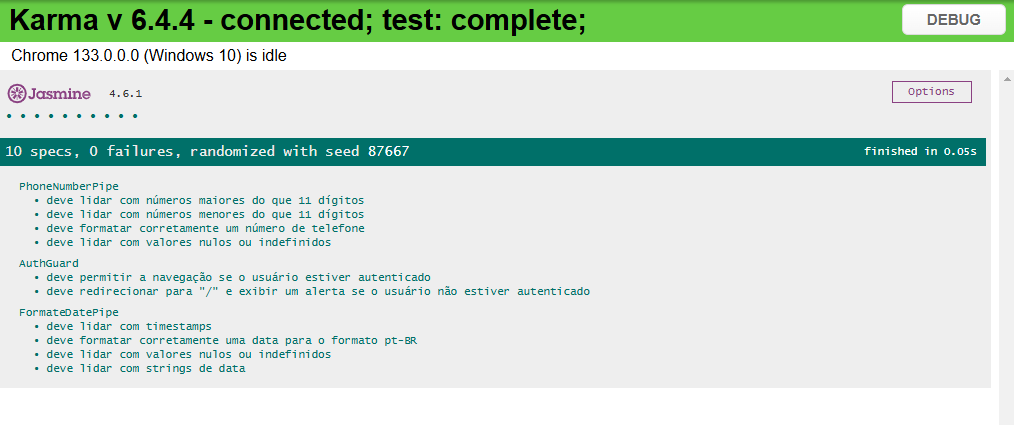 Karma v 6.4.4 - connected; test: complete;
DEBUG
Chrome 133.0.0.0 (Windows 10) is idle
Jasmine 4.6.1
Options
• • • • • • • • • •
10 specs, 0 failures, randomized with seed 87667
finished in 0.05s
PhoneNumberPipe
• deve lidar com números maiores do que 11 dígitos
• deve lidar com números menores do que 11 dígitos
• deve formatar corretamente um número de telefone
• deve lidar com valores nulos ou indefinidos
AuthGuard
• deve permitir a navegação se o usuário estiver autenticado
• deve redirecionar para "/" e exibir um alerta se o usuário não estiver autenticado
FormateDatePipe
• deve lidar com timestamps
• deve formatar corretamente uma data para o formato pt-BR
• deve lidar com valores nulos ou indefinidos
• deve lidar com strings de data